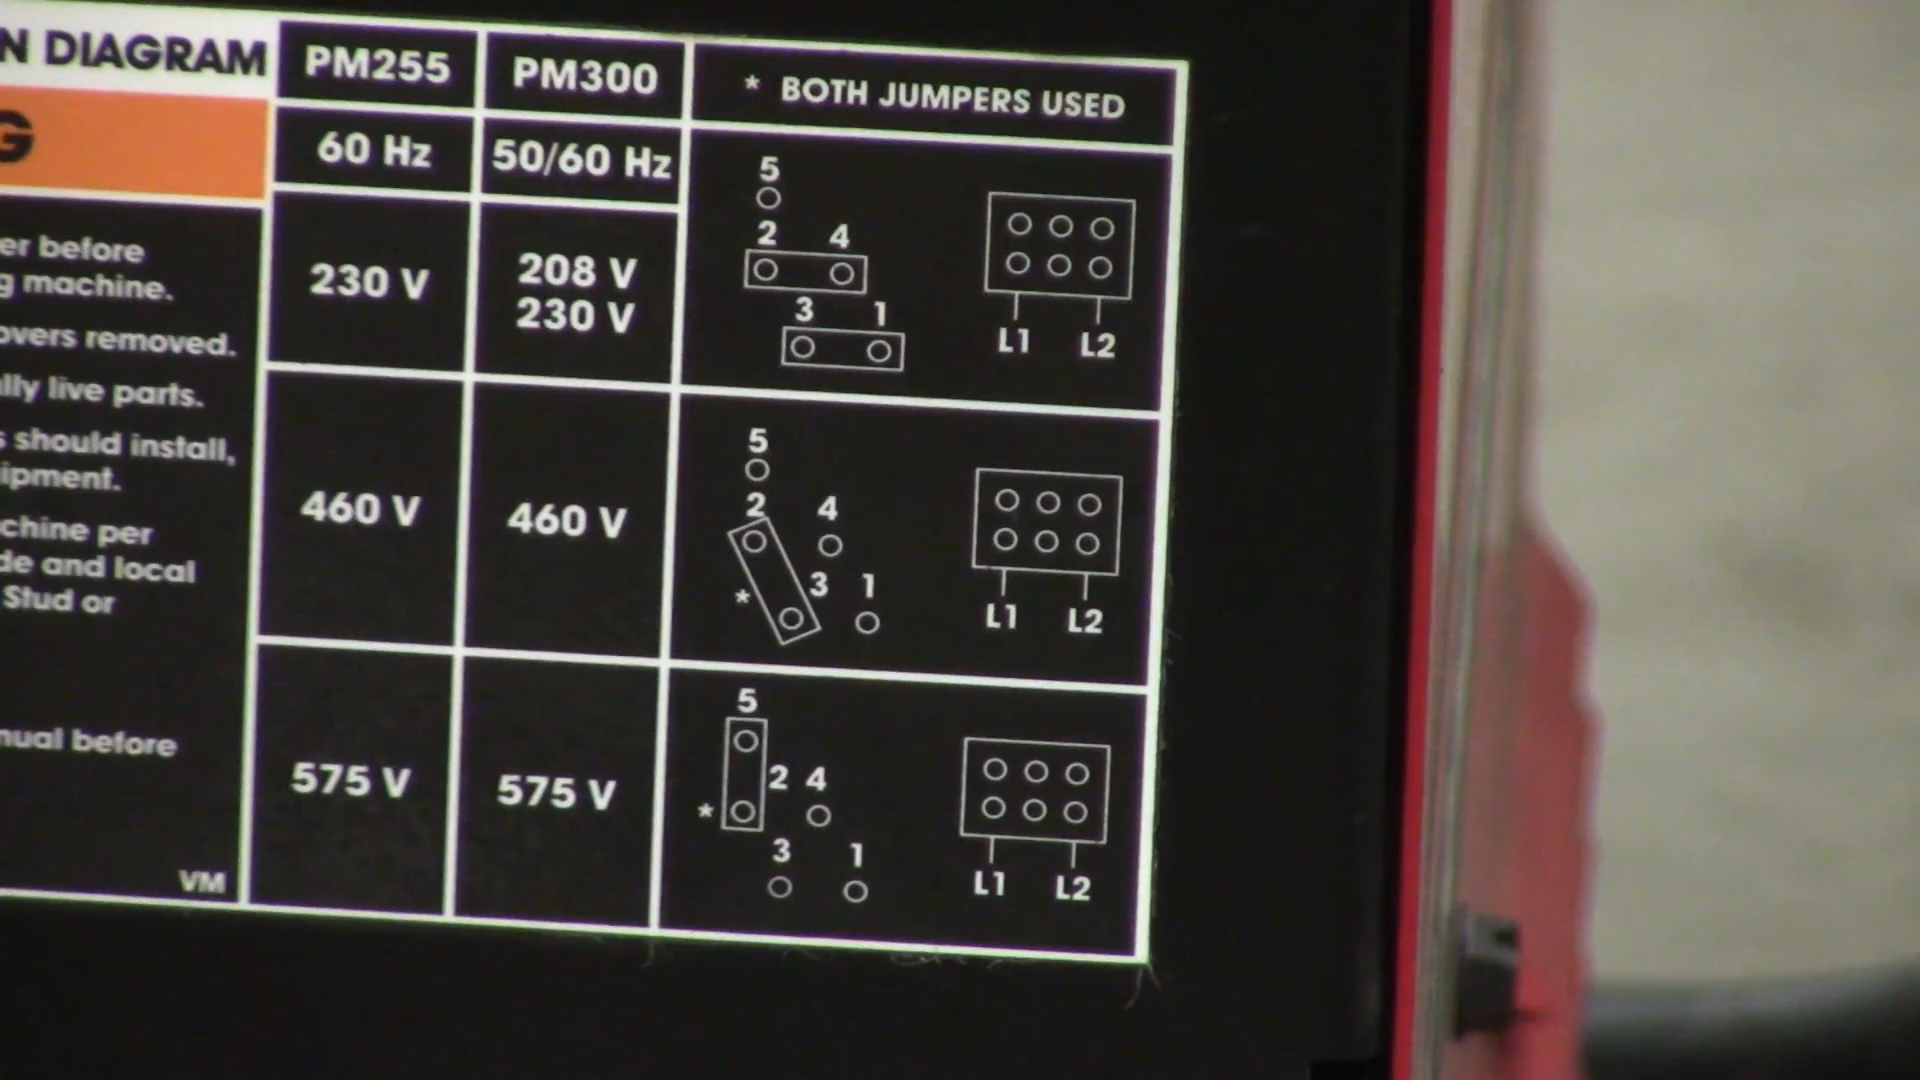 N DIAGRAM
G
er before
g machine.
overs removed.
lly live parts.
s should install,
ipment.
chine per
de and local
Stud or
nual before
VM
PM255 PM300 * BOTH JUMPERS USED
60 Hz 50/60 Hz
230 V
208 V
230 V
5
2 4
3 1
L1 L2
460 V 460 V
5
2 4
* 3 1
L1 L2
575 V 575 V
5
* 2 4
3 1
L1 L2